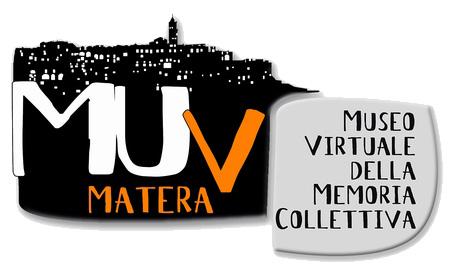 MUV
MATERA
MUSEO
VIRTUALE
DELLA
MEMORIA
COLLETTIVA